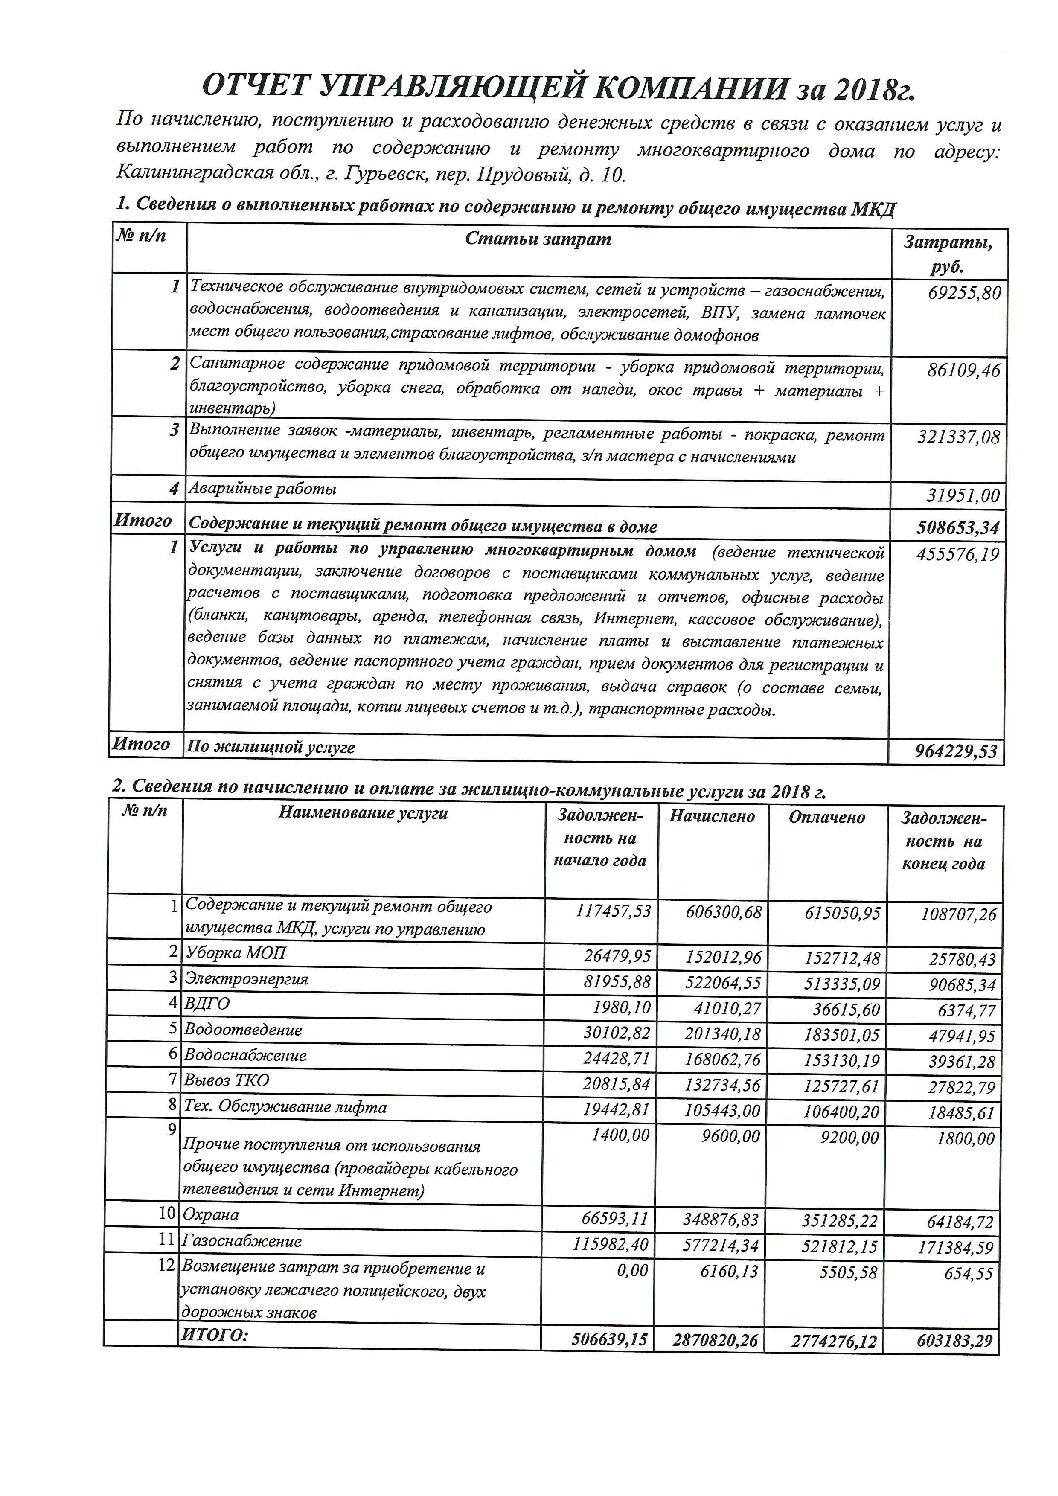 ОТЧЕТ УПРАВЛЯЮЩЕЙ КОМПАНИИ за 2018г.
По начислению, поступлению и расходованию денежных средств в связи с оказанием услуг и
выполнением работ по содержанию и ремонту многоквартирного дома по адресу:
Калининградская обл., г. Гурьевск, пер. Прудовый, д. 10.
1. Сведения о выполненных работах по содержанию и ремонту общего имущества МКД
№ п/п Статьи затрат Затраты,
руб.
1 Техническое обслуживание внутридомовых систем, сетей и устройств – газоснабжения, 69255,80
водоснабжения, водоотведения и канализации, электросетей, ВПУ, замена лампочек
мест общего пользования,страхование лифтов, обслуживание домофонов
2 Санитарное содержание придомовой территории - уборка придомовой территории, 86109,46
благоустройство, уборка снега, обработка от наледи, окос травы + материалы +
инвентарь)
3 Выполнение заявок -материалы, инвентарь, регламентные работы - покраска, ремонт 321337,08
общего имущества и элементов благоустройства, з/п мастера с начислениями
4 Аварийные работы 31951,00
Итого Содержание и текущий ремонт общего имущества в доме 508653,34
1 Услуги и работы по управлению многоквартирным домом (ведение технической 455576,19
документации, заключение договоров с поставщиками коммунальных услуг, ведение
расчетов с поставщиками, подготовка предложений и отчетов, офисные расходы
(бланки, канцтовары, аренда, телефонная связь, Интернет, кассовое обслуживание),
ведение базы данных по платежам, начисление платы и выставление платежных
документов, ведение паспортного учета граждан, прием документов для регистрации и
снятия с учета граждан по месту проживания, выдача справок (о составе семьи,
занимаемой площади, копии лицевых счетов и т.д.), транспортные расходы.
Итого По жилищной услуге 964229,53
2. Сведения по начислению и оплате за жилищно-коммунальные услуги за 2018 г.
№ п/п Наименование услуги Задолжен- Начислено Оплачено Задолжен-
ность на ность на
начало года конец года
1 Содержание и текущий ремонт общего 117457,53 606300,68 615050,95 108707,26
имущества МКД, услуги по управлению
2 Уборка МОП 26479,95 152012,96 152712,48 25780,43
3 Электроэнергия 81955,88 522064,55 513335,09 90685,34
4 ВДГО 1980,10 41010,27 36615,60 6374,77
5 Водоотведение 30102,82 201340,18 183501,05 47941,95
6 Водоснабжение 24428,71 168062,76 153130,19 39361,28
7 Вывоз ТКО 20815,84 132734,56 125727,61 27822,79
8 Тех. Обслуживание лифта 19442,81 105443,00 106400,20 18485,61
9 1400,00 9600,00 9200,00 1800,00
Прочие поступления от использования
общего имущества (провайдеры кабельного
телевидения и сети Интернет)
10 Охрана 66593,11 348876,83 351285,22 64184,72
11 Газоснабжение 115982,40 577214,34 521812,15 171384,59
12 Возмещение затрат за приобретение и 0,00 6160,13 5505,58 654,55
установку лежачего полицейского, двух
дорожных знаков
ИТОГО: 506639,15 2870820,26 2774276,12 603183,29